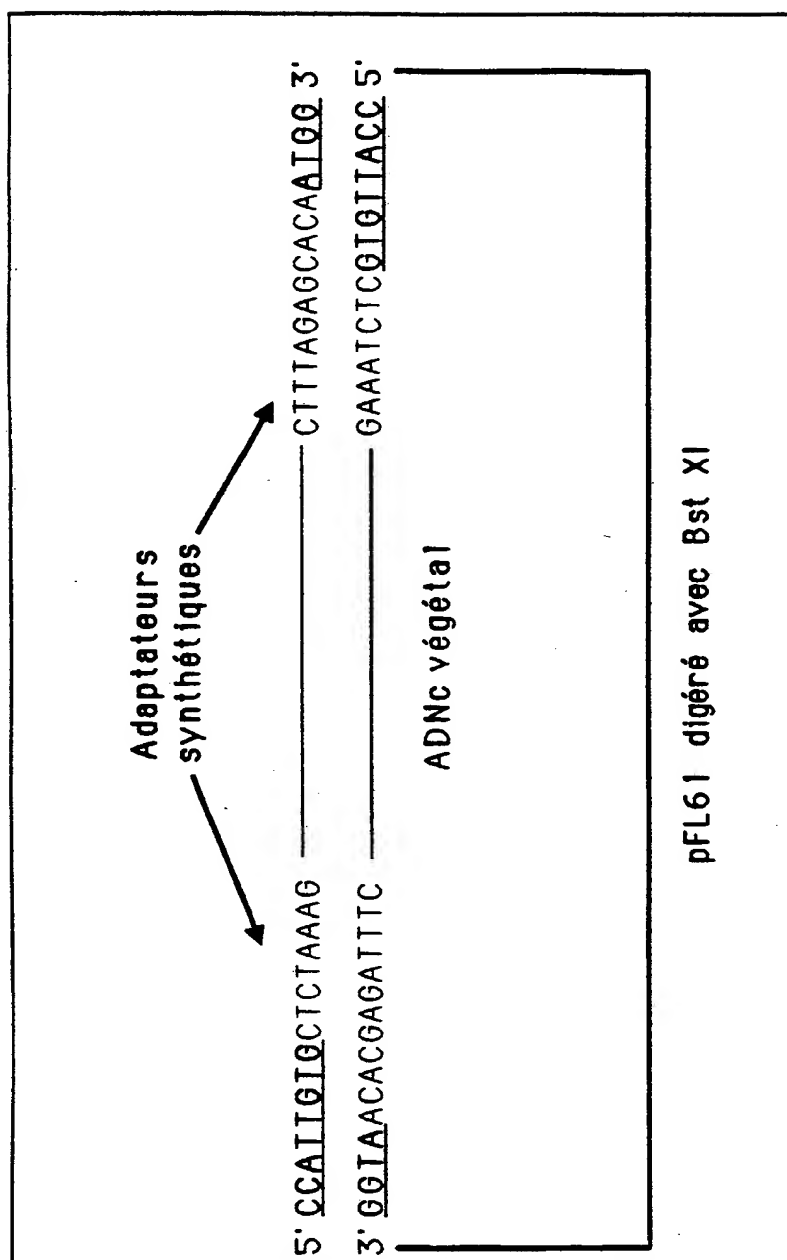 Adaptateurs
synthétiques
5' CCATTGTGCTCTAAAG CTTTAGAGCACAATGG 3'
3' GGTAACACGAGATTTC GAAATCTCGTGTTACC 5'
ADNc végétal
pFL61 digéré avec Bst XI